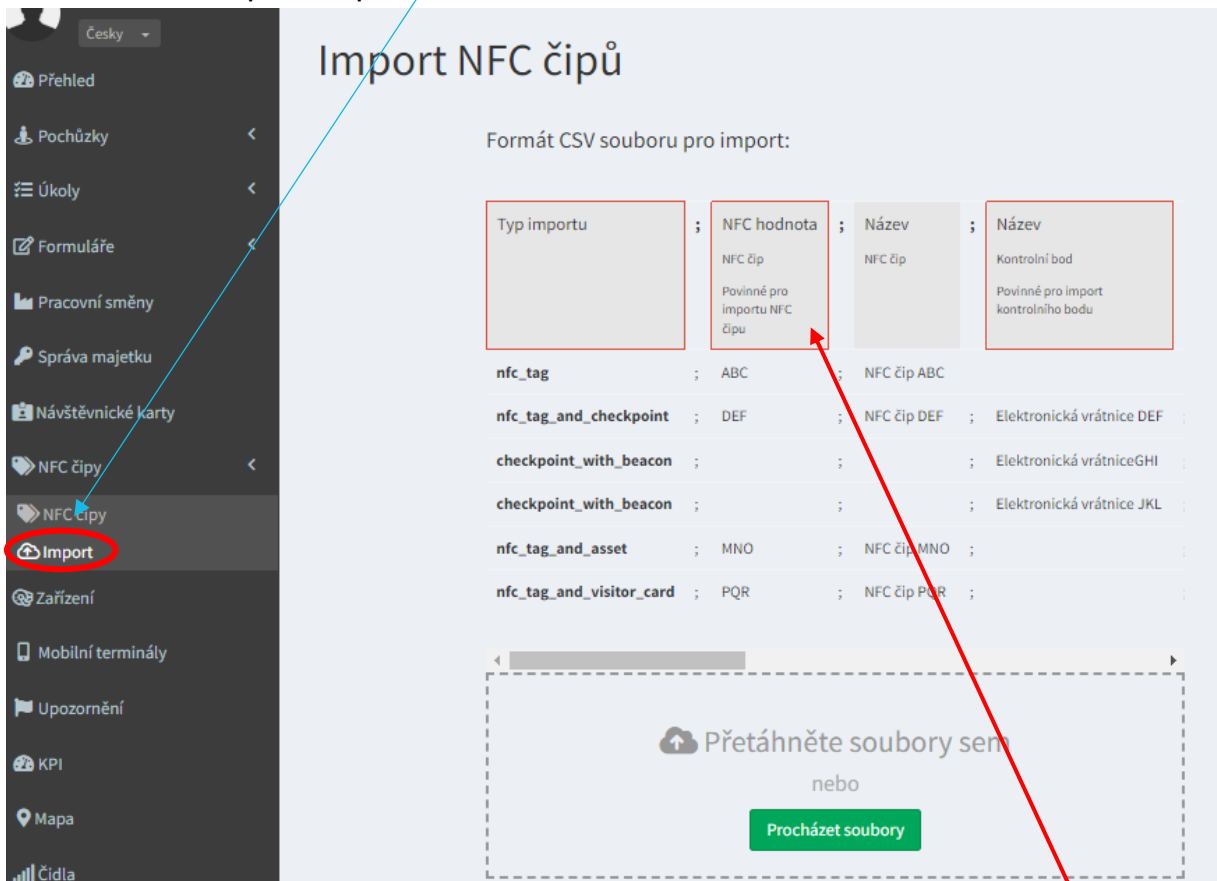 Česky
Přehled
Pochůzky
Úkoly
Formuláře
Pracovní směny
Správa majetku
Návštěvnické karty
NFC čipy
NFC čipy
Import
Zařízení
Mobilní terminály
Upozornění
KPI
Mapa
Čidla
Import NFC čipů
Formát CSV souboru pro import:
Typ importu ; NFC hodnota ; Název ; Název
NFC čip NFC čip Kontrolní bod
Povinné pro Povinné pro import
importu NFC kontrolního bodu
čipu
nfc_tag ; ABC ; NFC čip ABC
nfc_tag_and_checkpoint ; DEF ; NFC čip DEF ; Elektronická vrátnice DEF ;
checkpoint_with_beacon ; ; ; Elektronická vrátniceGHI ;
checkpoint_with_beacon ; ; ; Elektronická vrátnice JKL ;
nfc_tag_and_asset ; MNO ; NFC čip MNO ; ;
nfc_tag_and_visitor_card ; PQR ; NFC čip PQR ; ;
Přetáhněte soubory sem
nebo
Procházet soubory